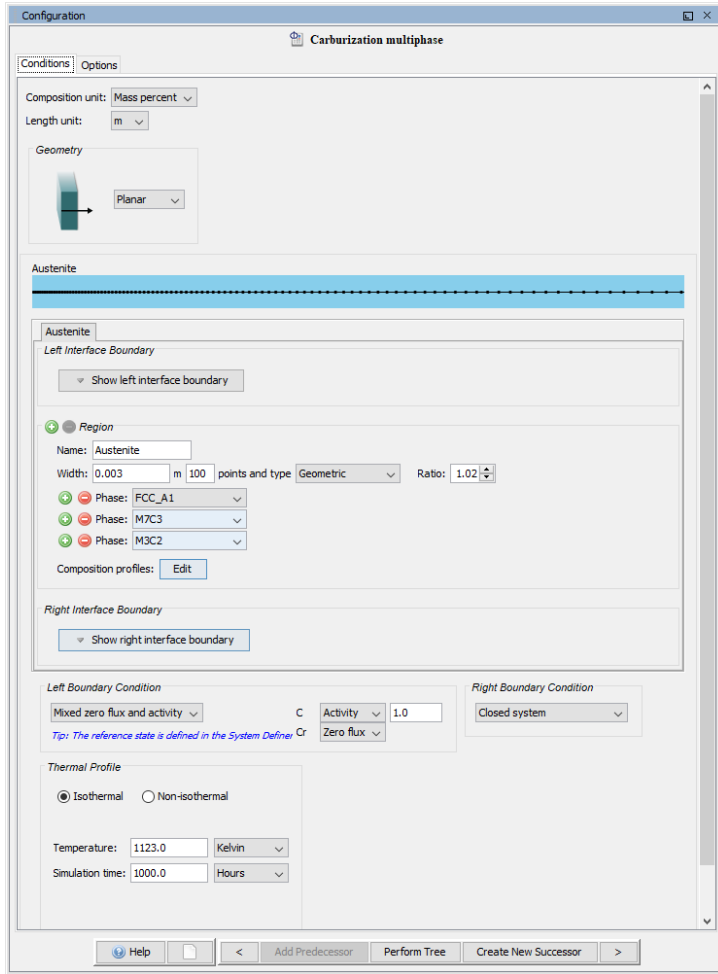 Configuration
Carburization multiphase
Conditions Options
Composition unit: Mass percent
Length unit: m
Geometry
Planar
Austenite
Austenite
Left Interface Boundary
Show left interface boundary
Region
Name: Austenite
Width: 0.003 m 100 points and type Geometric Ratio: 1.02
Phase: FCC_A1
Phase: M7C3
Phase: M3C2
Composition profiles: Edit
Right Interface Boundary
Show right interface boundary
Left Boundary Condition Right Boundary Condition
Mixed zero flux and activity C Activity 1.0 Closed system
Tip: The reference state is defined in the System Definer Cr Zero flux
Thermal Profile
Isothermal Non-isothermal
Temperature: 1123.0 Kelvin
Simulation time: 1000.0 Hours
Help < Add Predecessor Perform Tree Create New Successor >